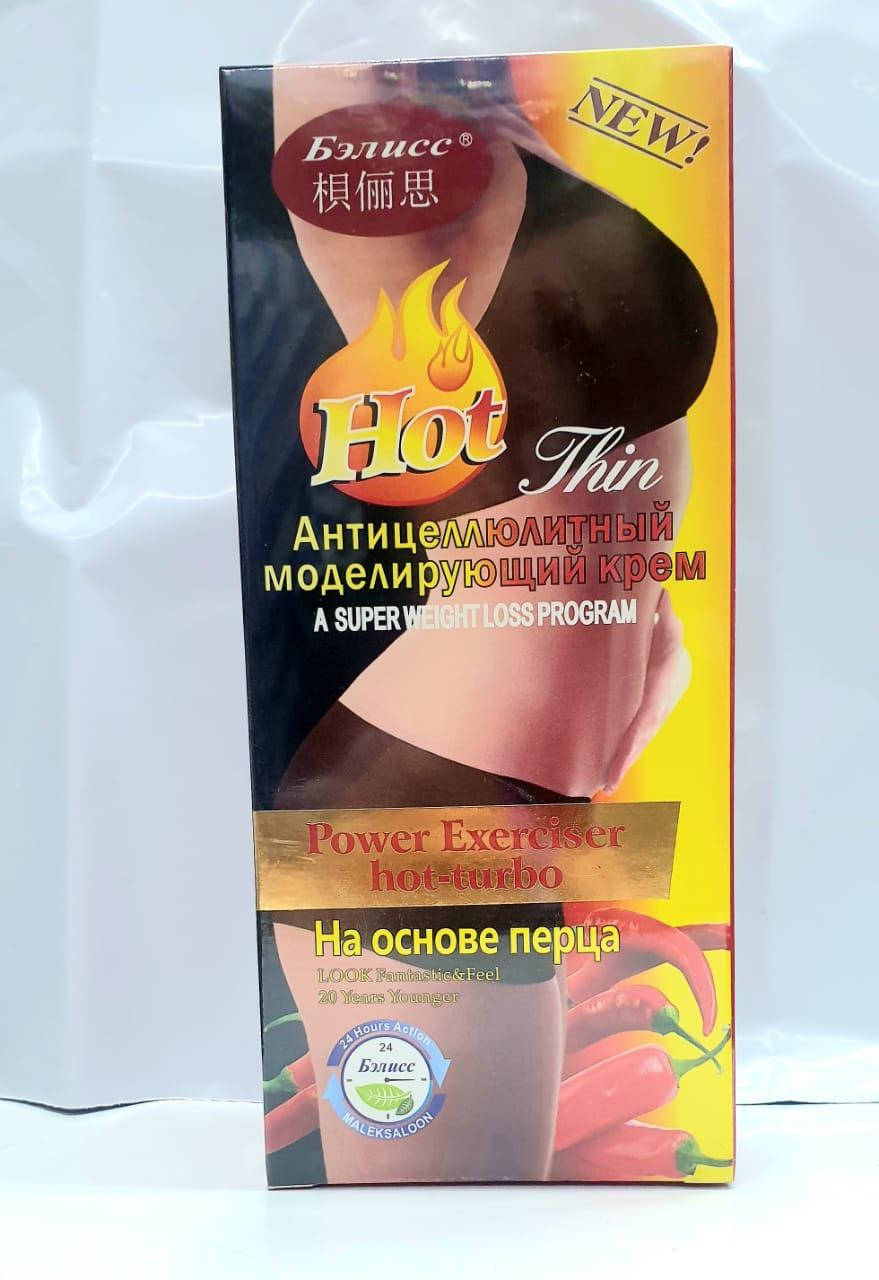 Бэлисс®
梖俪思
NEW!
Hot
Thin
Антицеллюлитный
моделирующий крем
A SUPER WEIGHT LOSS PROGRAM
Power Exerciser
hot-turbo
На основе перца
LOOK Fantastic&Feel
20 Years Younger
24 Hours Action
24
Бэлисс
MALEKSALOON